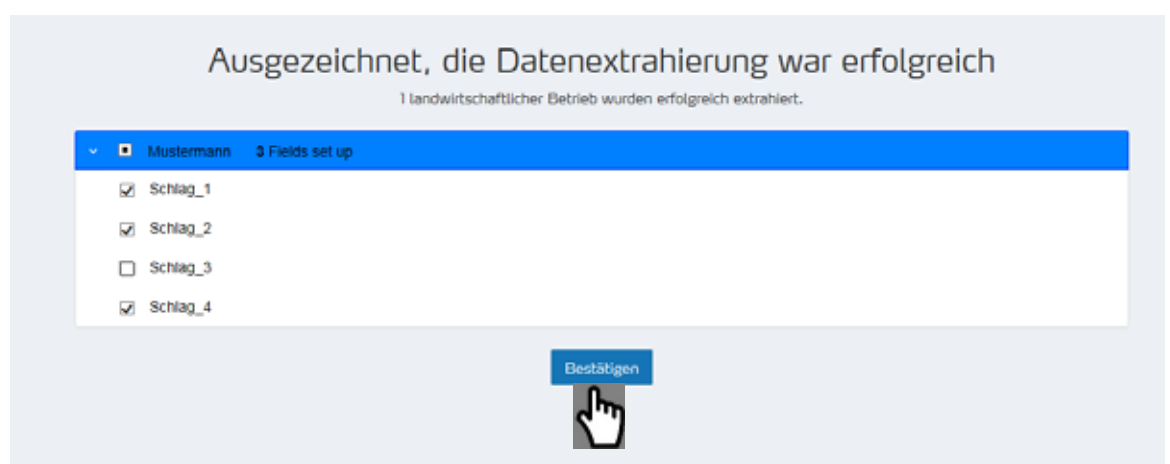 Ausgezeichnet, die Datenextrahierung war erfolgreich
1 landwirtschaftlicher Betrieb wurden erfolgreich extrahiert.
Mustermann 3 Fields set up
Schlag_1
Schlag_2
Schlag_3
Schlag_4
Bestätigen